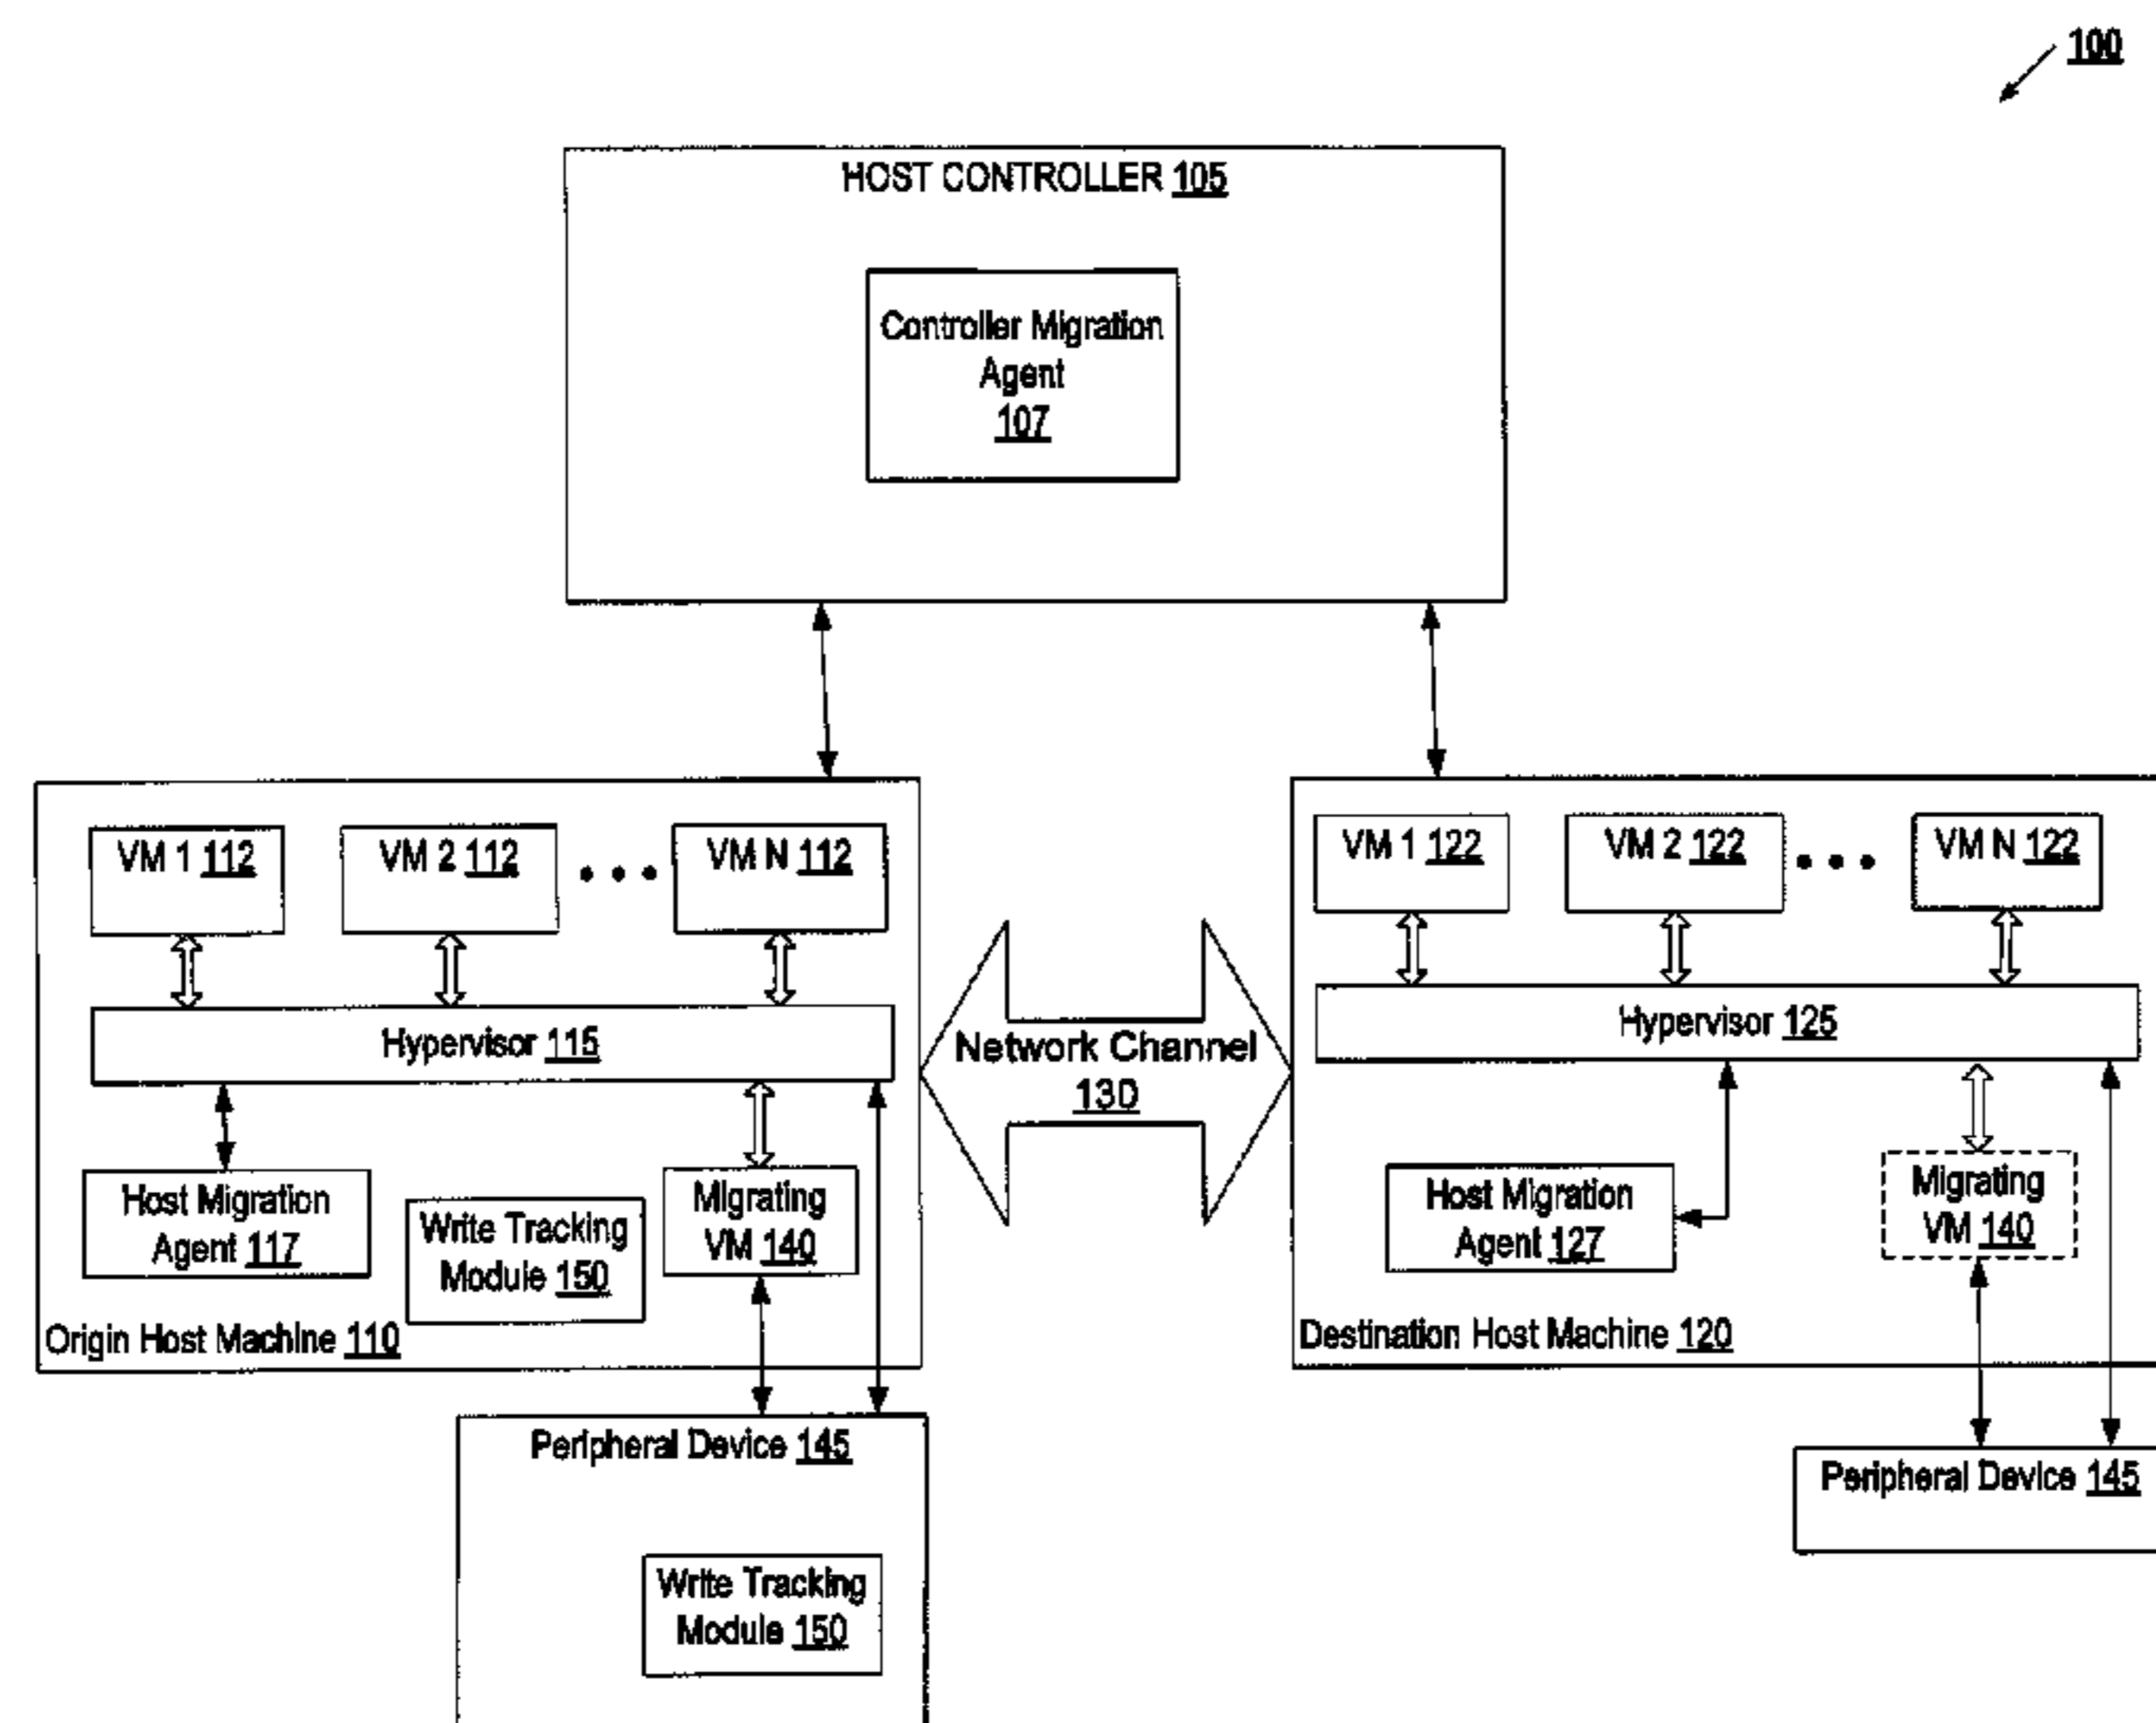 100
HOST CONTROLLER 105
Controller Migration
Agent
107
VM 1 112
VM 2 112
VM N 112
VM 1 122
VM 2 122
VM N 122
Hypervisor 115
Hypervisor 125
Network Channel
130
Host Migration
Agent 117
Write Tracking
Module 150
Migrating
VM 140
Host Migration
Agent 127
Migrating
VM 140
Origin Host Machine 110
Destination Host Machine 120
Peripheral Device 145
Write Tracking
Module 150
Peripheral Device 145